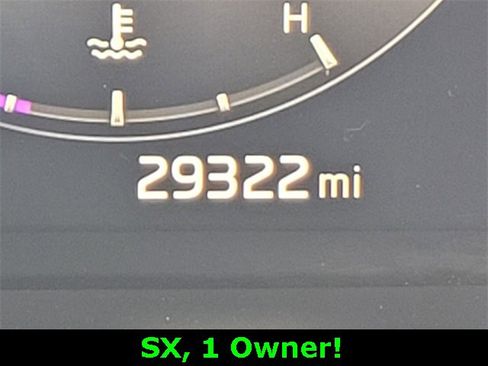 H
29322 mi
SX, 1 Owner!